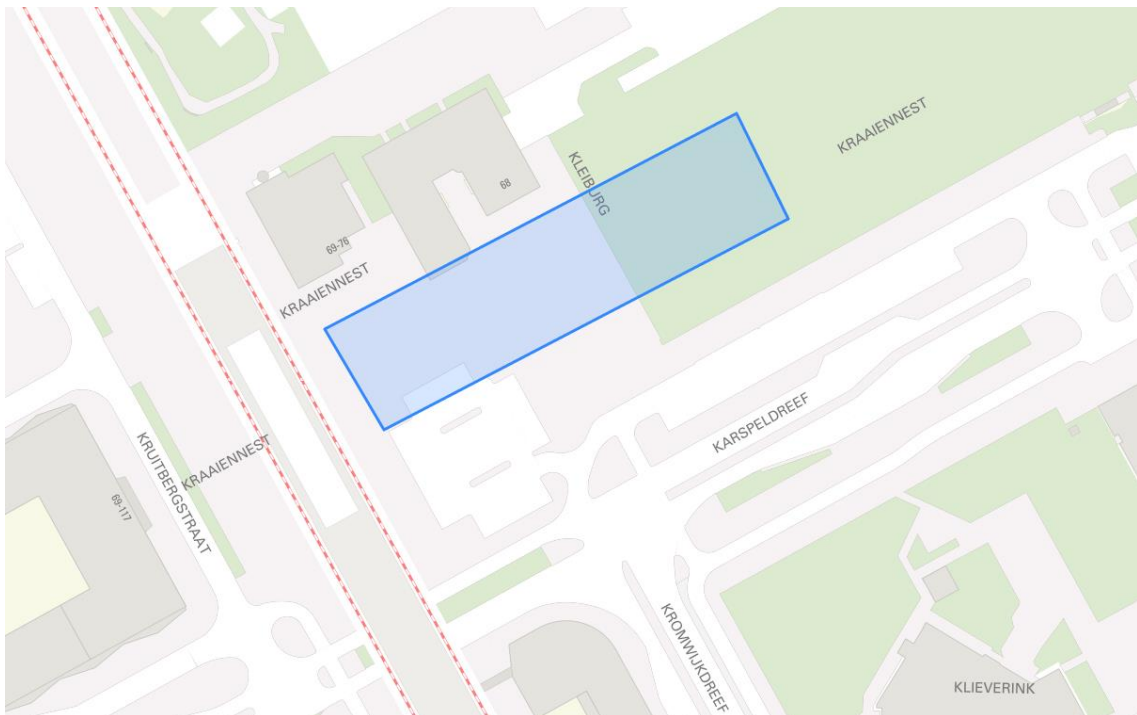 KRAAIENNEST
KLEIBURG
68
69-76
KRAAIENNEST
KARSPELDREEF
KRAAIENNEST
KRUITBERGSTRAAT
69-117
KROMWIJKDREEF
KLIEVERINK